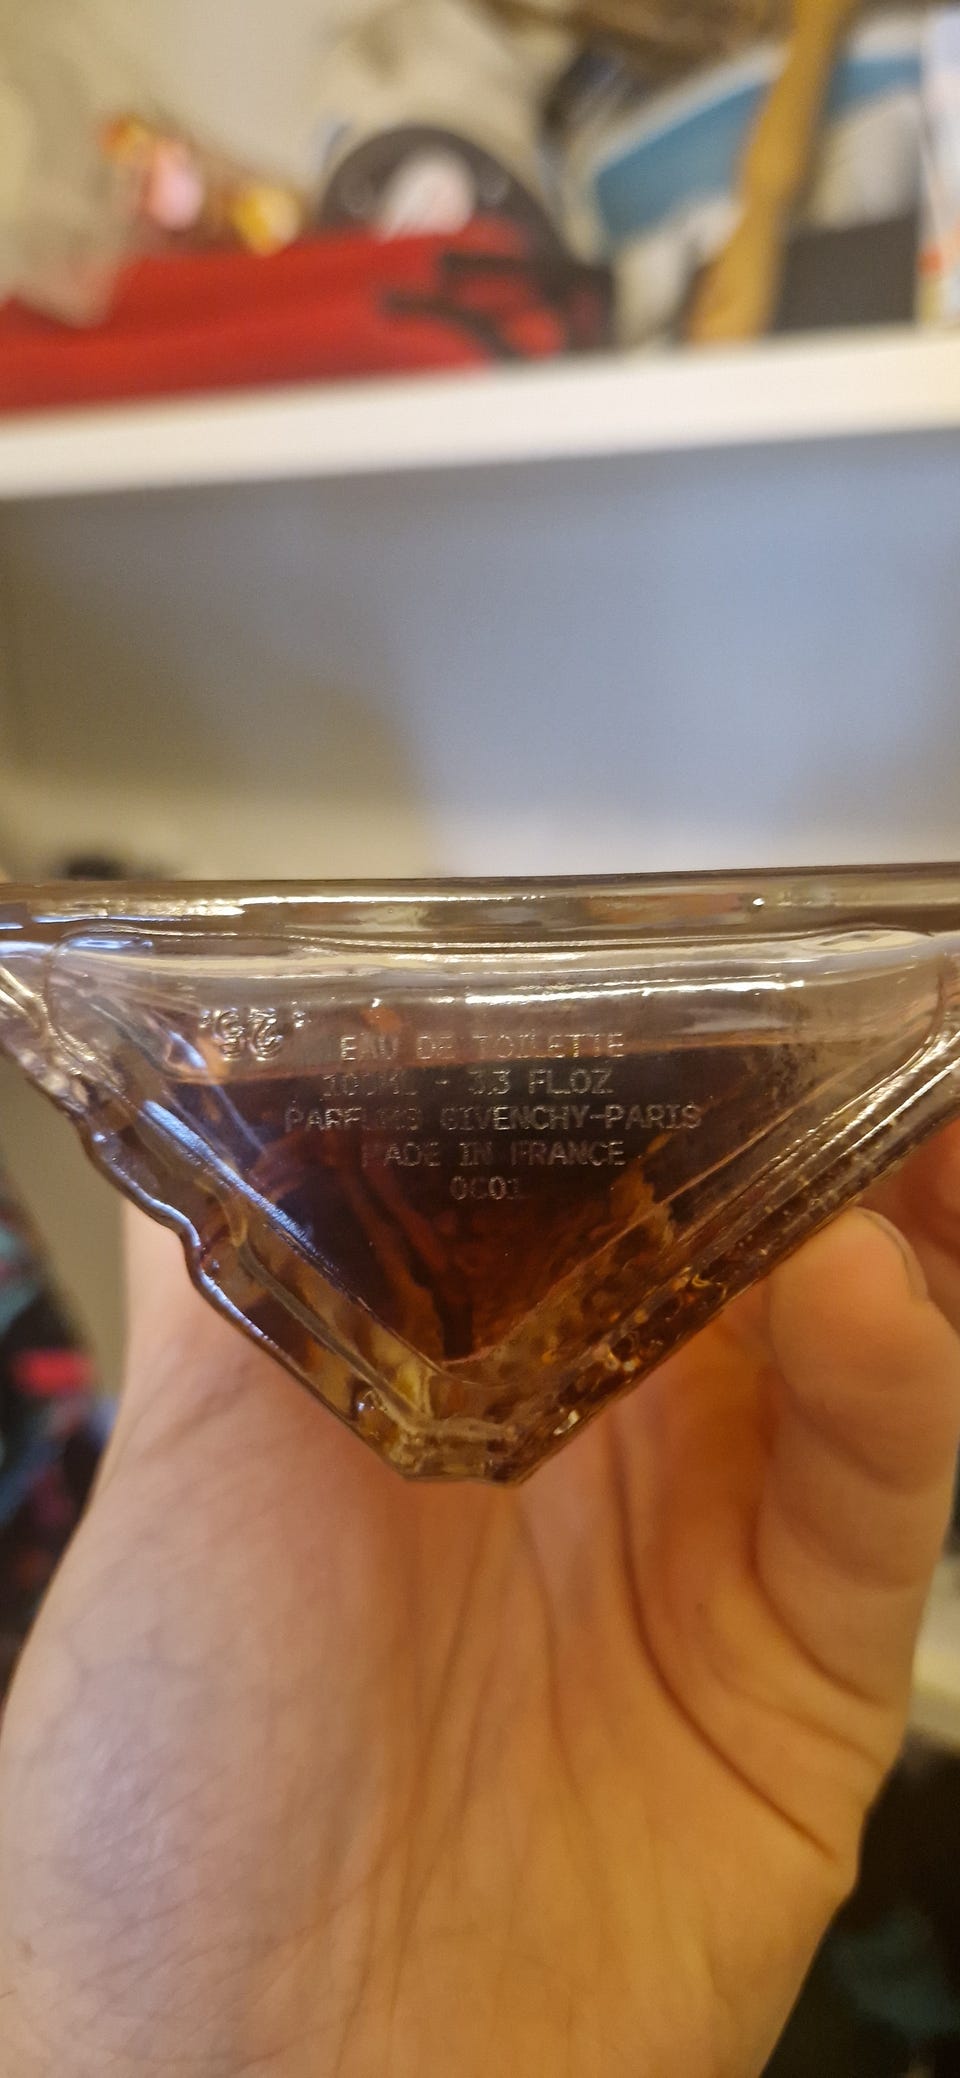 EAU DE TOILETTE
100ML - 3.3 FL.OZ
PARFUMS GIVENCHY-PARIS
MADE IN FRANCE